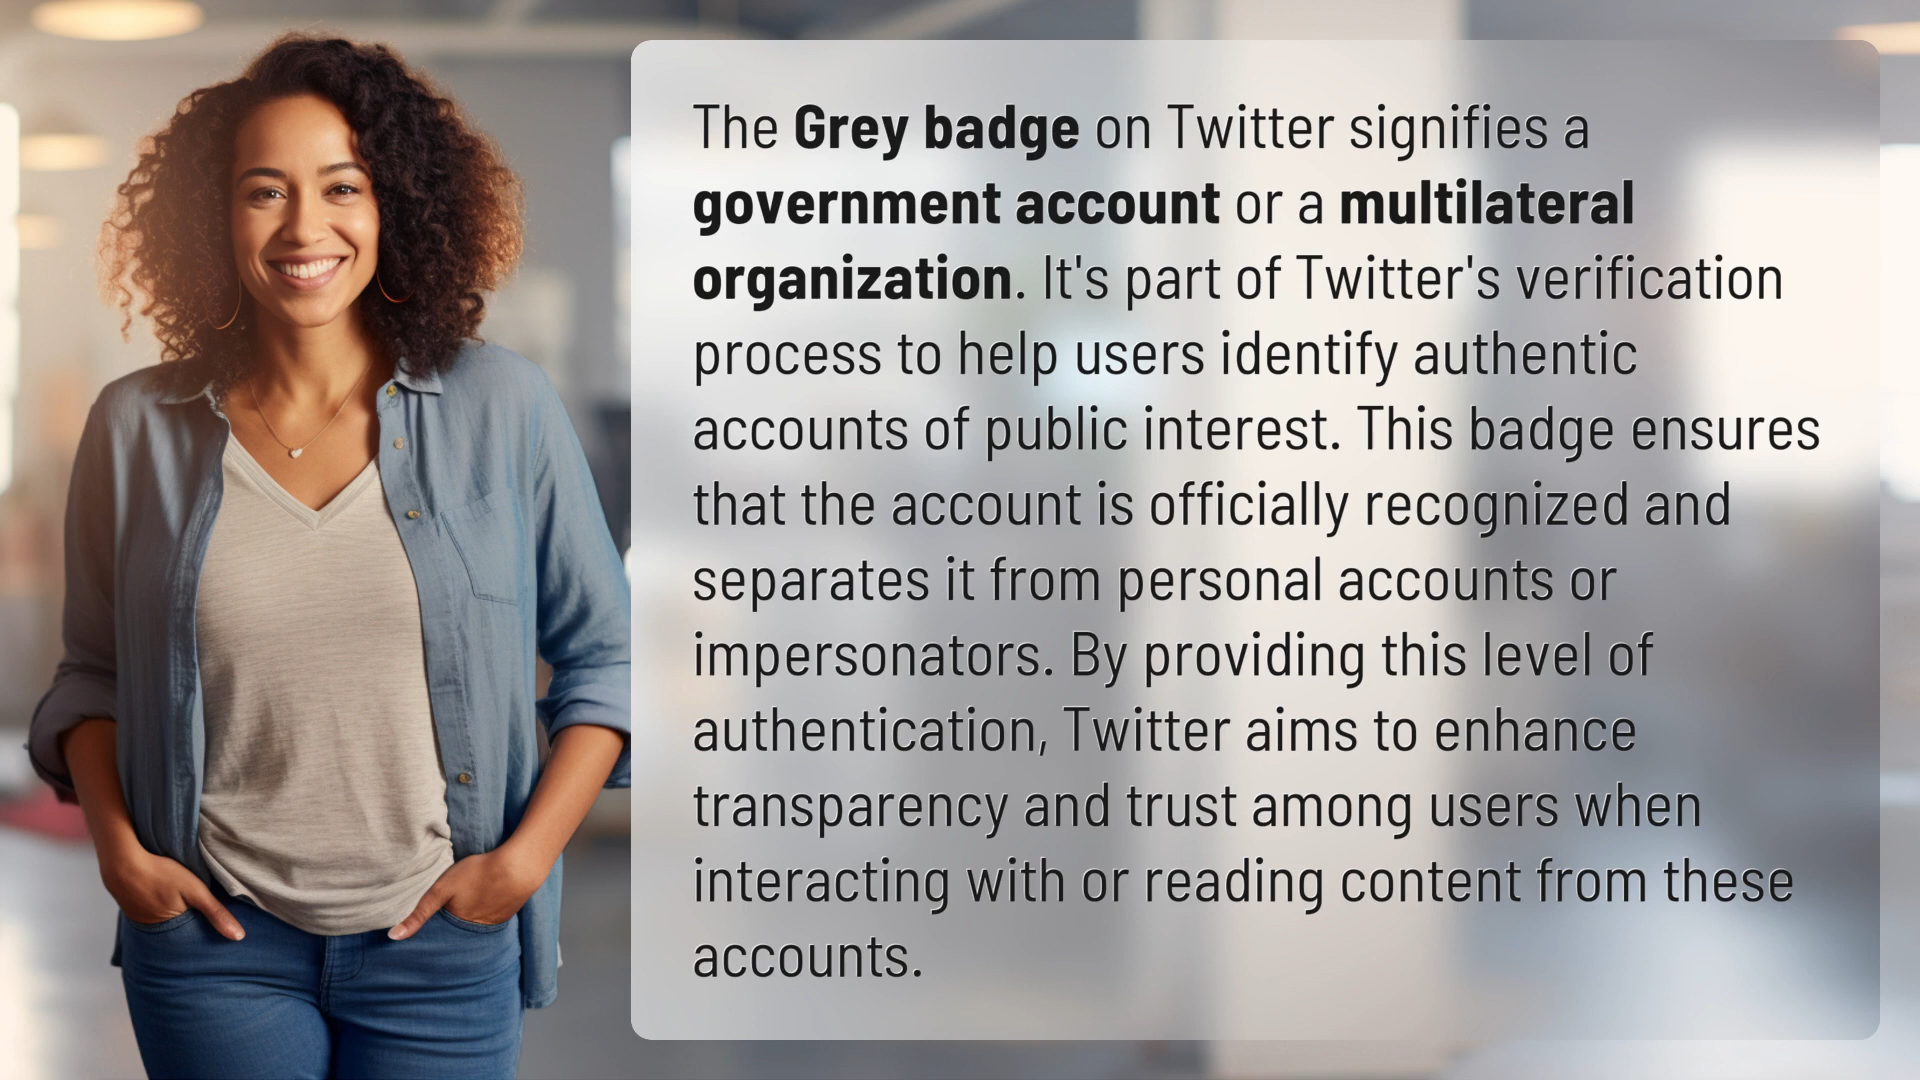 The Grey badge on Twitter signifies a
government account or a multilateral
organization. It's part of Twitter's verification
process to help users identify authentic
accounts of public interest. This badge ensures
that the account is officially recognized and
separates it from personal accounts or
impersonators. By providing this level of
authentication, Twitter aims to enhance
transparency and trust among users when
interacting with or reading content from these
accounts.